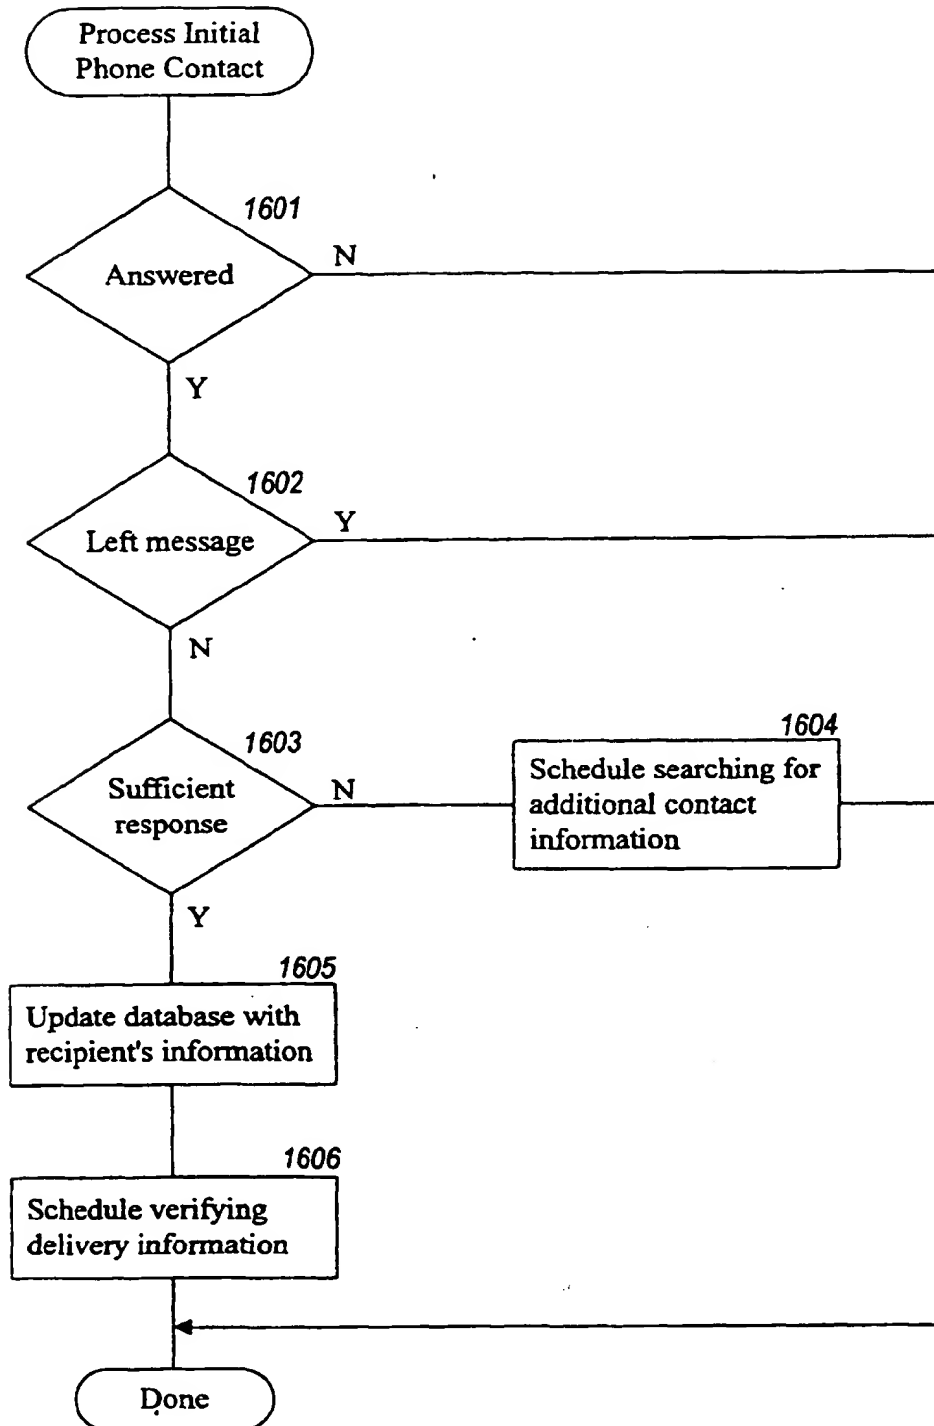 Process Initial
Phone Contact
1601
Answered
N
Y
1602
Left message
Y
N
1603
Sufficient
response
N
1604
Schedule searching for
additional contact
information
Y
1605
Update database with
recipient's information
1606
Schedule verifying
delivery information
Done